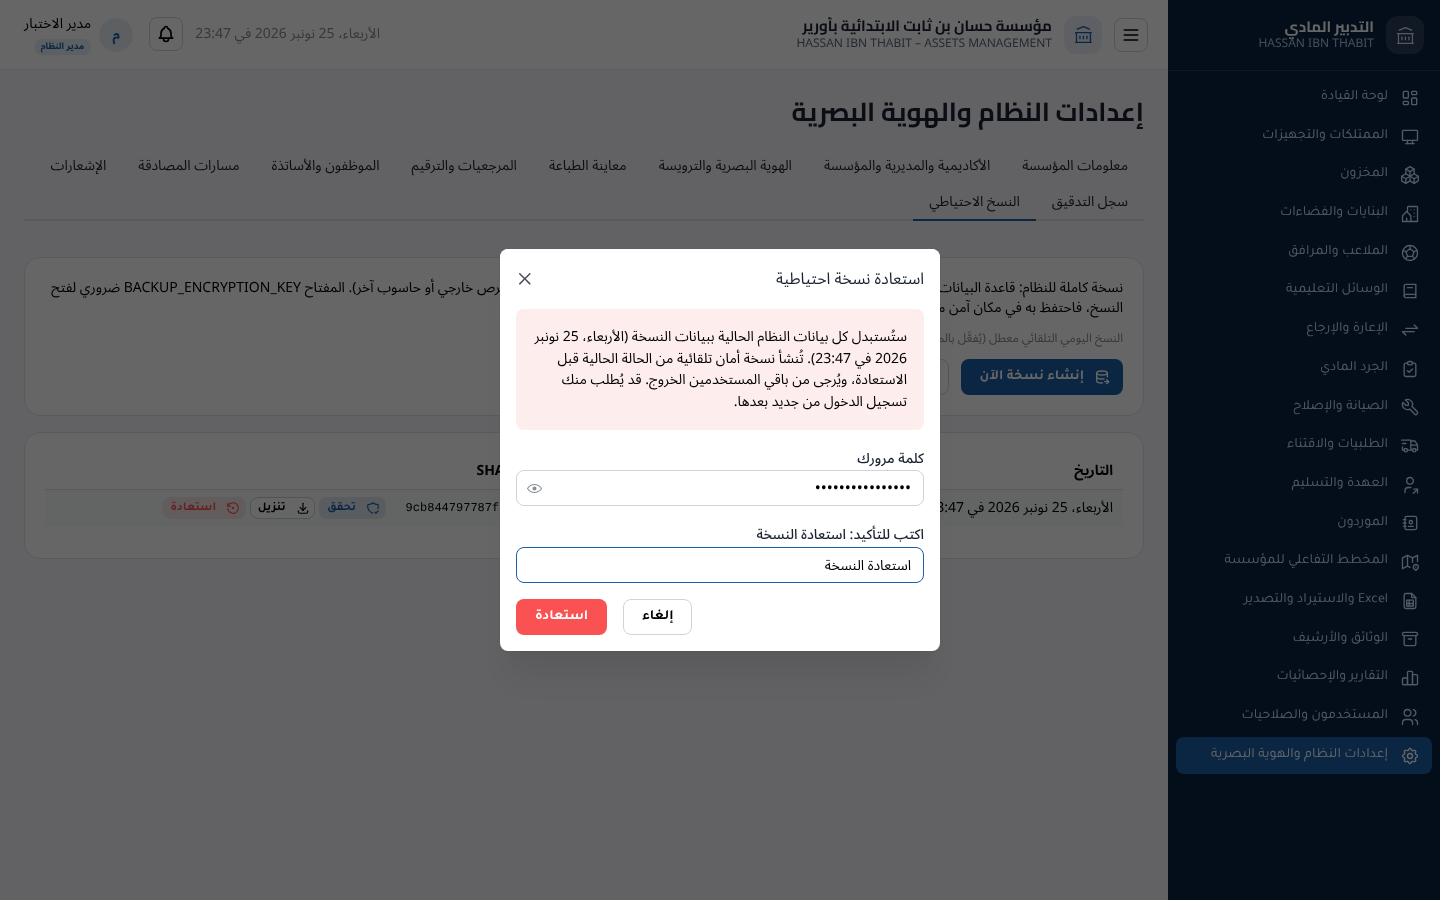 التدبير المادي
HASSAN IBN THABIT
لوحة القيادة
الممتلكات والتجهيزات
المخزون
البنايات والفضاءات
الملاعب والمرافق
الوسائل التعليمية
الإعارة والإرجاع
الجرد المادي
الصيانة والإصلاح
الطلبيات والاقتناء
العهدة والتسليم
الموردون
المخطط التفاعلي للمؤسسة
Excel والاستيراد والتصدير
الوثائق والأرشيف
التقارير والإحصائيات
المستخدمون والصلاحيات
إعدادات النظام والهوية البصرية
مؤسسة حسان بن ثابت الابتدائية بأورير
HASSAN IBN THABIT – ASSETS MANAGEMENT
الأربعاء، 25 نونبر 2026 في 23:47
م
مدير الاختبار
مدير النظام
إعدادات النظام والهوية البصرية
معلومات المؤسسة
الأكاديمية والمديرية والمؤسسة
الهوية البصرية والترويسة
معاينة الطباعة
المرجعيات والترقيم
الموظفون والأساتذة
مسارات المصادقة
الإشعارات
سجل التدقيق
النسخ الاحتياطي
نسخة كاملة للنظام: قاعدة البيانات
خارجي أو حاسوب آخر). المفتاح BACKUP_ENCRYPTION_KEY ضروري لفتح
النسخ، فاحتفظ به في مكان آمن
النسخ اليومي التلقائي معطل
إنشاء نسخة الآن
التاريخ
الأربعاء، 25 نونبر 2026 في
9cb844797787f
تحقق
تنزيل
استعادة
استعادة نسخة احتياطية
ستُستبدل كل بيانات النظام الحالية ببيانات النسخة (الأربعاء، 25 نونبر
2026 في 23:47). تُنشأ نسخة أمان تلقائية من الحالة الحالية قبل
الاستعادة، ويُرجى من باقي المستخدمين الخروج. قد يُطلب منك
تسجيل الدخول من جديد بعدها.
كلمة مرورك
••••••••••••••••
اكتب للتأكيد: استعادة النسخة
استعادة النسخة
إلغاء
استعادة